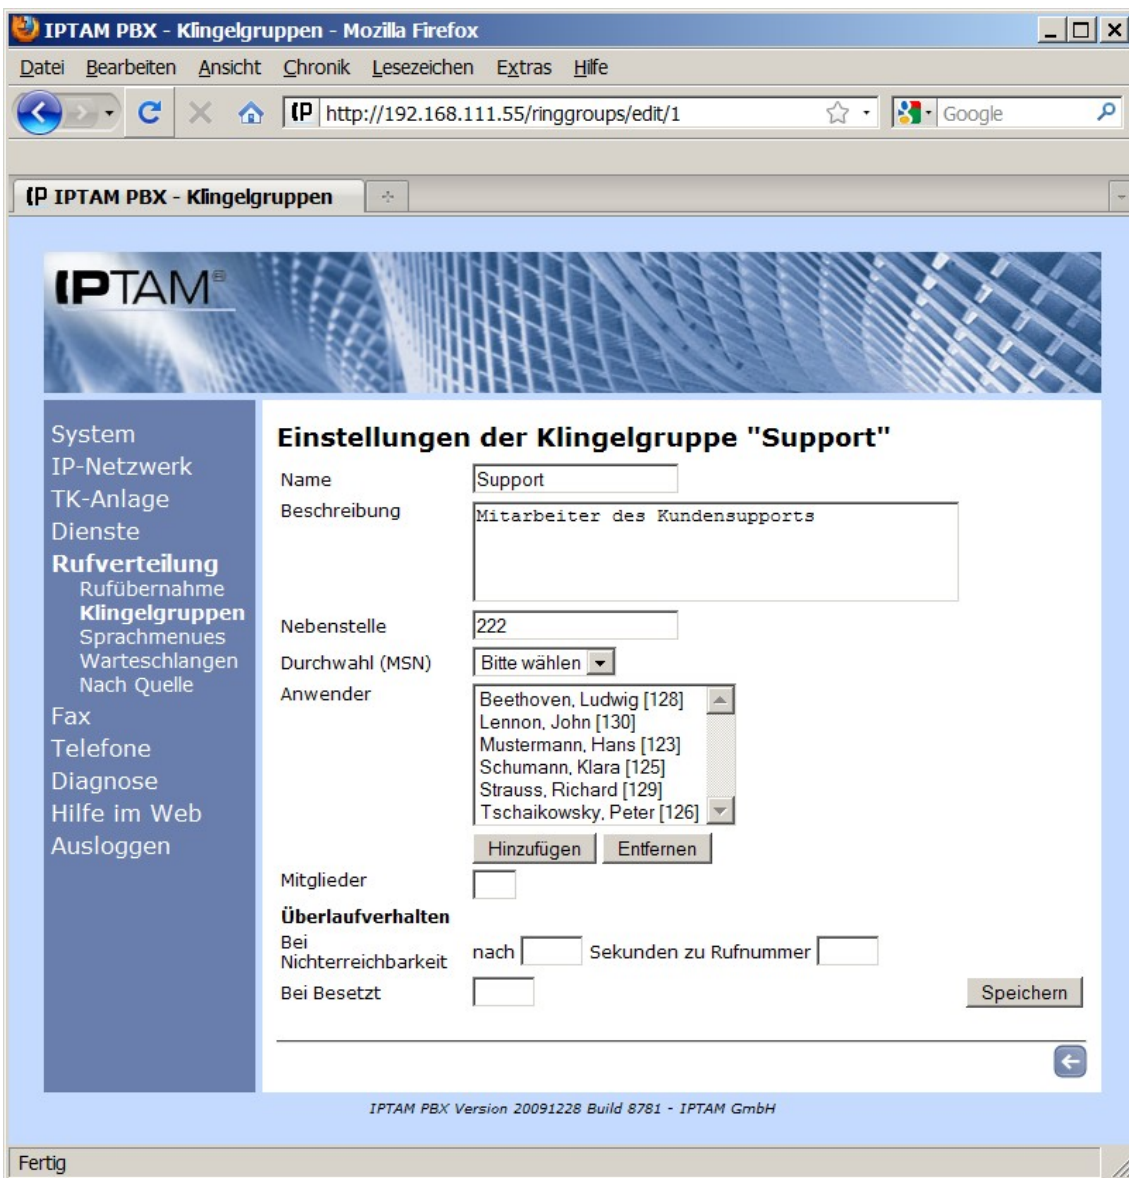 IPTAM PBX - Klingelgruppen - Mozilla Firefox
Datei Bearbeiten Ansicht Chronik Lesezeichen Extras Hilfe
http://192.168.111.55/ringgroups/edit/1 Google
IPTAM PBX - Klingelgruppen
IPTAM®
System
IP-Netzwerk
TK-Anlage
Dienste
Rufverteilung
Rufübernahme
Klingelgruppen
Sprachmenues
Warteschlangen
Nach Quelle
Fax
Telefone
Diagnose
Hilfe im Web
Ausloggen
Einstellungen der Klingelgruppe "Support"
Name Support
Beschreibung Mitarbeiter des Kundensupports
Nebenstelle 222
Durchwahl (MSN) Bitte wählen
Anwender
Beethoven, Ludwig [128]
Lennon, John [130]
Mustermann, Hans [123]
Schumann, Klara [125]
Strauss, Richard [129]
Tschaikowsky, Peter [126]
Hinzufügen Entfernen
Mitglieder
Überlaufverhalten
Bei
Nichterreichbarkeit nach Sekunden zu Rufnummer
Bei Besetzt Speichern
IPTAM PBX Version 20091228 Build 8781 - IPTAM GmbH
Fertig